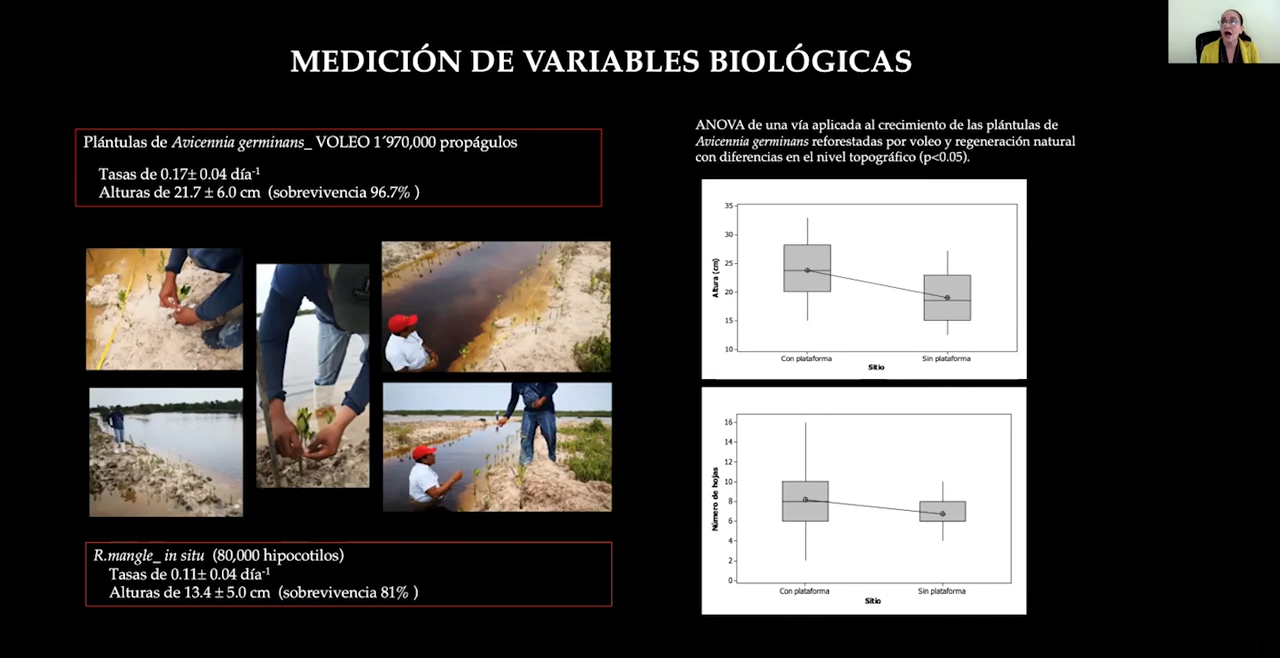 MEDICIÓN DE VARIABLES BIOLÓGICAS
Plántulas de Avicennia germinans_ VOLEO 1´970,000 propágulos
Tasas de 0.17± 0.04 día-1
Alturas de 21.7 ± 6.0 cm (sobrevivencia 96.7% )
R.mangle_ in situ (80,000 hipocotilos)
Tasas de 0.11± 0.04 día-1
Alturas de 13.4 ± 5.0 cm (sobrevivencia 81% )
ANOVA de una vía aplicada al crecimiento de las plántulas de
Avicennia germinans reforestadas por voleo y regeneración natural
con diferencias en el nivel topográfico (p<0.05).
35
30
25
20
15
10
Altura (cm)
Con plataforma Sin plataforma
Sitio
16
14
12
10
8
6
4
2
0
Número de hojas
Con plataforma Sin plataforma
Sitio